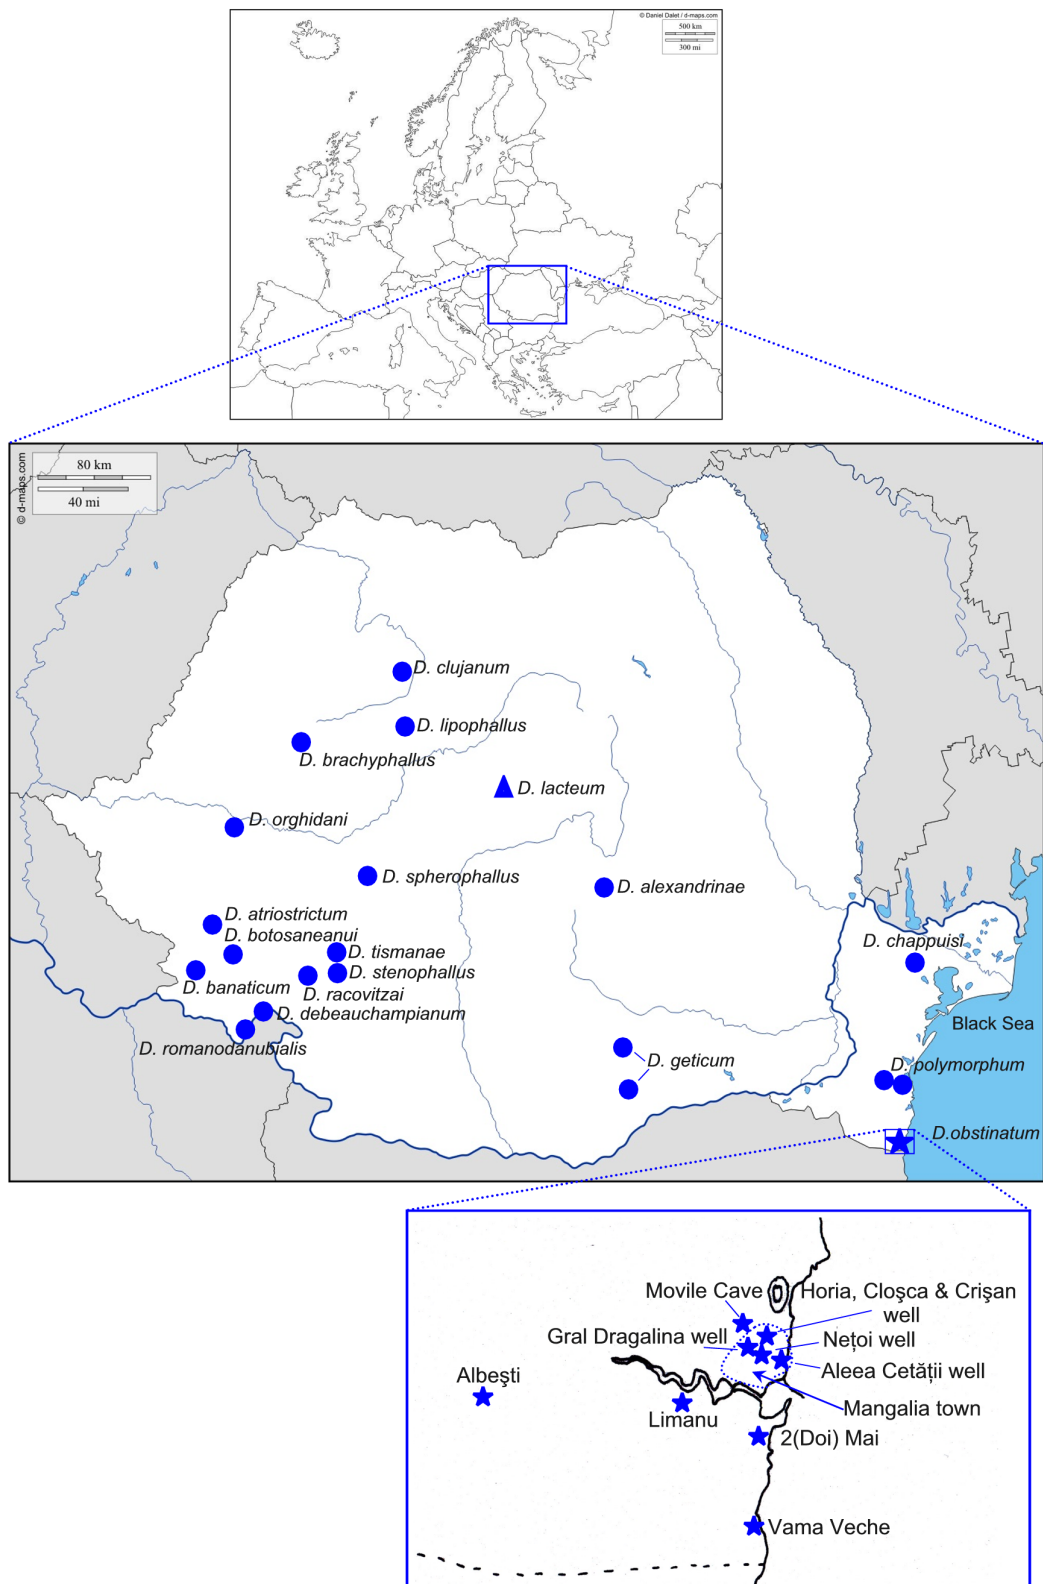 © Daniel Dalet / d-maps.com
500 km
300 mi
© d-maps.com
80 km
40 mi
D. clujanum
D. lipophallus
D. brachyphallus
D. lacteum
D. orghidani
D. spherophallus
D. alexandrinae
D. atriostrictum
D. botosaneanui
D. chappuisi
D. tismanae
D. stenophallus
D. banaticum
D. racovitzai
D. debeauchampianum
Black Sea
D. romanodanubialis
D. geticum
D. polymorphum
D.obstinatum
Movile Cave
Horia, Cloşca & Crişan
well
Gral Dragalina well
Neţoi well
Aleea Cetăţii well
Albeşti
Mangalia town
Limanu
2(Doi) Mai
Vama Veche